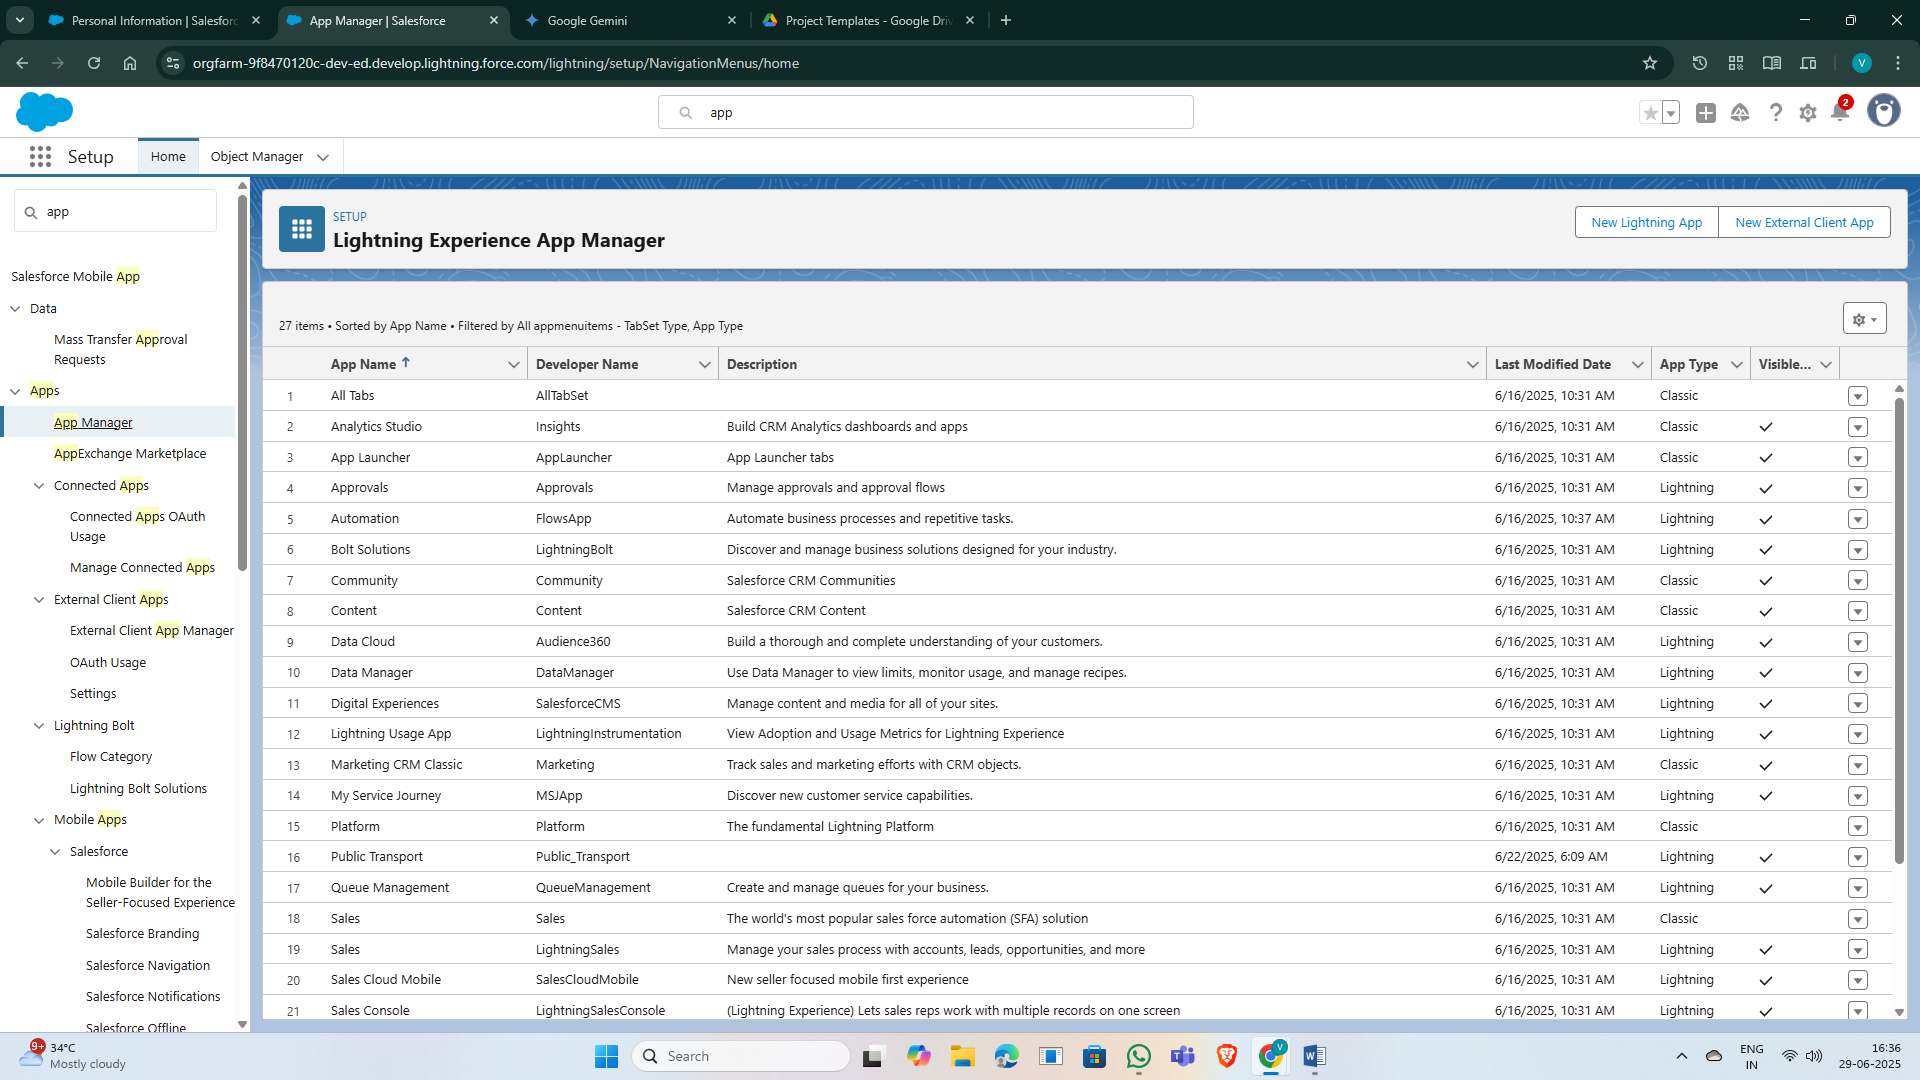 Personal Information | Salesforc
App Manager | Salesforce
Google Gemini
Project Templates - Google Driv
orgfarm-9f8470120c-dev-ed.develop.lightning.force.com/lightning/setup/NavigationMenus/home
V
app
2
Setup
Home
Object Manager
app
Salesforce Mobile App
Data
Mass Transfer Approval
Requests
Apps
App Manager
AppExchange Marketplace
Connected Apps
Connected Apps OAuth
Usage
Manage Connected Apps
External Client Apps
External Client App Manager
OAuth Usage
Settings
Lightning Bolt
Flow Category
Lightning Bolt Solutions
Mobile Apps
Salesforce
Mobile Builder for the
Seller-Focused Experience
Salesforce Branding
Salesforce Navigation
Salesforce Notifications
Salesforce Offline
SETUP
Lightning Experience App Manager
New Lightning App
New External Client App
27 items • Sorted by App Name • Filtered by All appmenuitems - TabSet Type, App Type
App Name Developer Name Description Last Modified Date App Type Visible...
1 All Tabs AllTabSet 6/16/2025, 10:31 AM Classic
2 Analytics Studio Insights Build CRM Analytics dashboards and apps 6/16/2025, 10:31 AM Classic
3 App Launcher AppLauncher App Launcher tabs 6/16/2025, 10:31 AM Classic
4 Approvals Approvals Manage approvals and approval flows 6/16/2025, 10:31 AM Lightning
5 Automation FlowsApp Automate business processes and repetitive tasks. 6/16/2025, 10:37 AM Lightning
6 Bolt Solutions LightningBolt Discover and manage business solutions designed for your industry. 6/16/2025, 10:31 AM Lightning
7 Community Community Salesforce CRM Communities 6/16/2025, 10:31 AM Classic
8 Content Content Salesforce CRM Content 6/16/2025, 10:31 AM Classic
9 Data Cloud Audience360 Build a thorough and complete understanding of your customers. 6/16/2025, 10:31 AM Lightning
10 Data Manager DataManager Use Data Manager to view limits, monitor usage, and manage recipes. 6/16/2025, 10:31 AM Lightning
11 Digital Experiences SalesforceCMS Manage content and media for all of your sites. 6/16/2025, 10:31 AM Lightning
12 Lightning Usage App LightningInstrumentation View Adoption and Usage Metrics for Lightning Experience 6/16/2025, 10:31 AM Lightning
13 Marketing CRM Classic Marketing Track sales and marketing efforts with CRM objects. 6/16/2025, 10:31 AM Classic
14 My Service Journey MSJApp Discover new customer service capabilities. 6/16/2025, 10:31 AM Lightning
15 Platform Platform The fundamental Lightning Platform 6/16/2025, 10:31 AM Classic
16 Public Transport Public_Transport 6/22/2025, 6:09 AM Lightning
17 Queue Management QueueManagement Create and manage queues for your business. 6/16/2025, 10:31 AM Lightning
18 Sales Sales The world's most popular sales force automation (SFA) solution 6/16/2025, 10:31 AM Classic
19 Sales LightningSales Manage your sales process with accounts, leads, opportunities, and more 6/16/2025, 10:31 AM Lightning
20 Sales Cloud Mobile SalesCloudMobile New seller focused mobile first experience 6/16/2025, 10:31 AM Lightning
21 Sales Console LightningSalesConsole (Lightning Experience) Lets sales reps work with multiple records on one screen 6/16/2025, 10:31 AM Lightning
9+
34°C
Mostly cloudy
Search
V
ENG
IN
16:36
29-06-2025